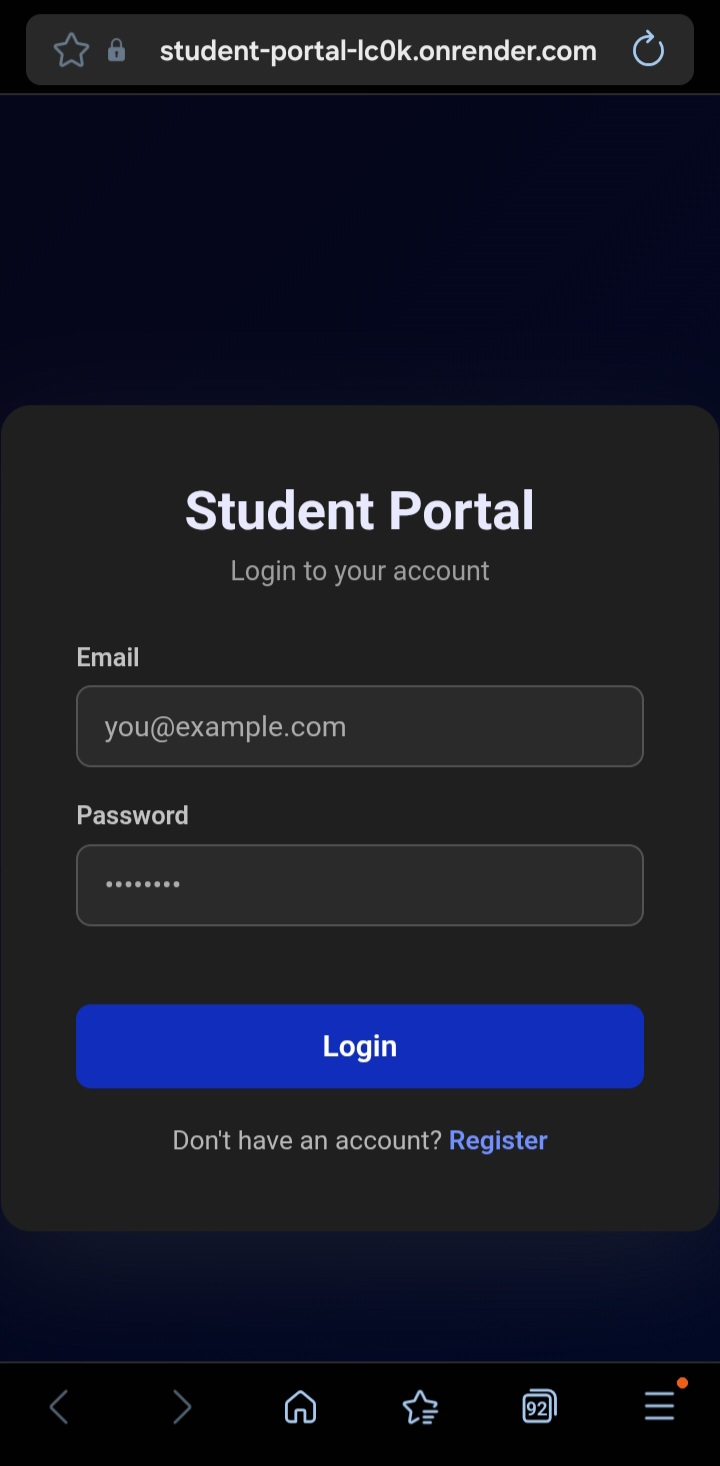 student-portal-lc0k.onrender.com
Student Portal
Login to your account
Email
you@example.com
Password
••••••••
Login
Don't have an account? Register
92